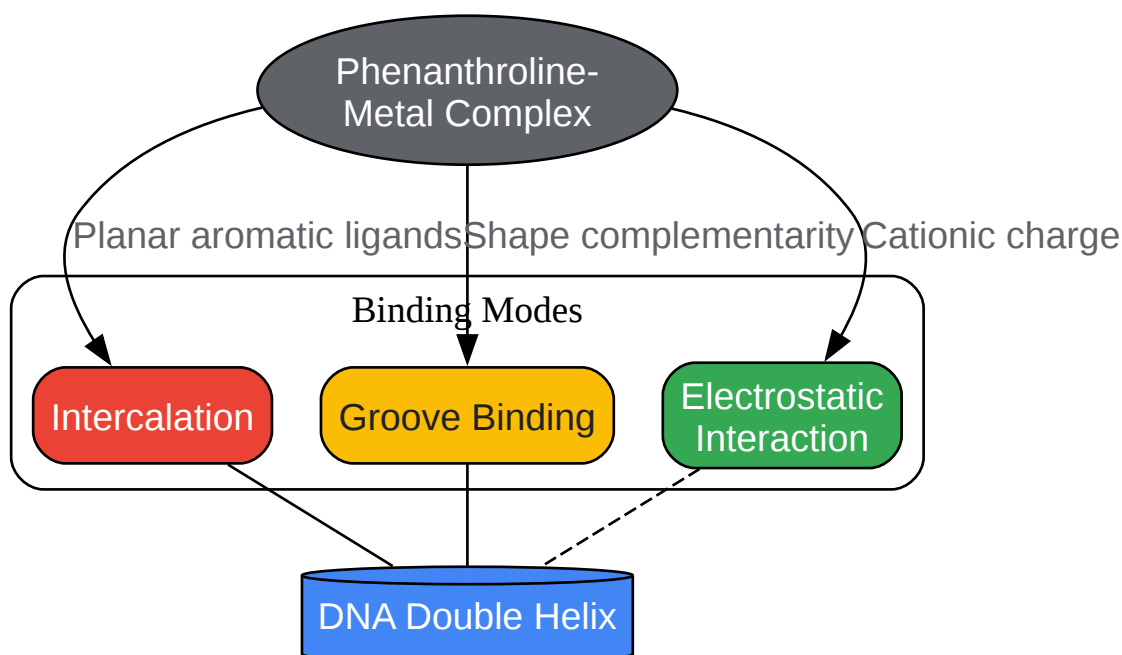 Phenanthroline-
Metal Complex
Planar aromatic ligands
Shape complementarity
Cationic charge
Binding Modes
Intercalation
Groove Binding
Electrostatic
Interaction
DNA Double Helix